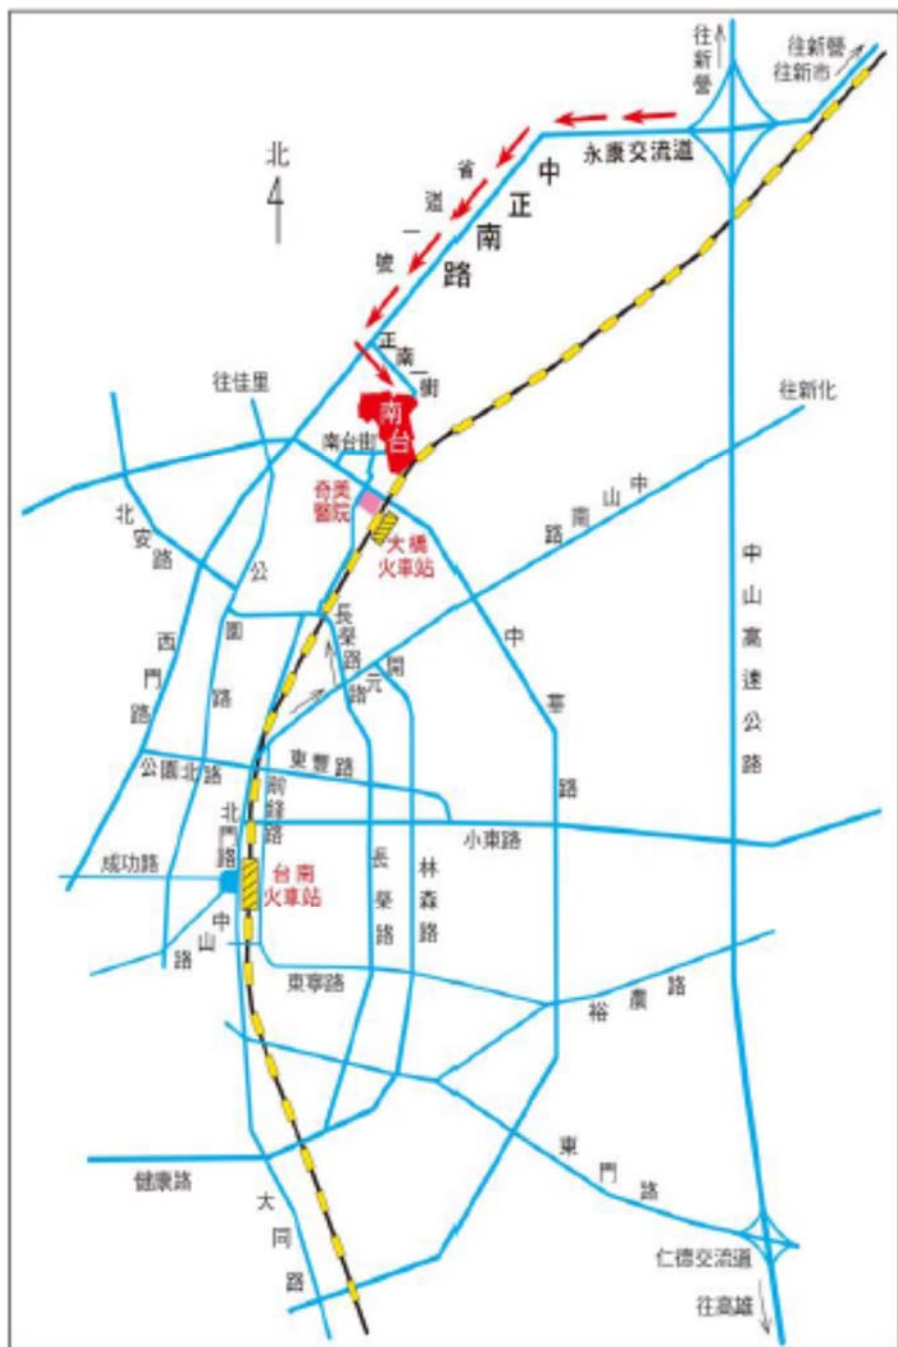 往新營
往新營
往新市
北
永康交流道
中正南路
省道一號
正南一街
往佳里
往新化
南台
南台街
奇美
醫院
大橋
火車站
中山南路
北安路
公園路
長榮路
中華路
中山高速公路
西門路
開元路
公園北路
東豐路
前鋒路
北門路
小東路
成功路
台南
火車站
長榮路
林森路
中山路
東寧路
裕農路
東門路
健康路
大同路
仁德交流道
往高雄